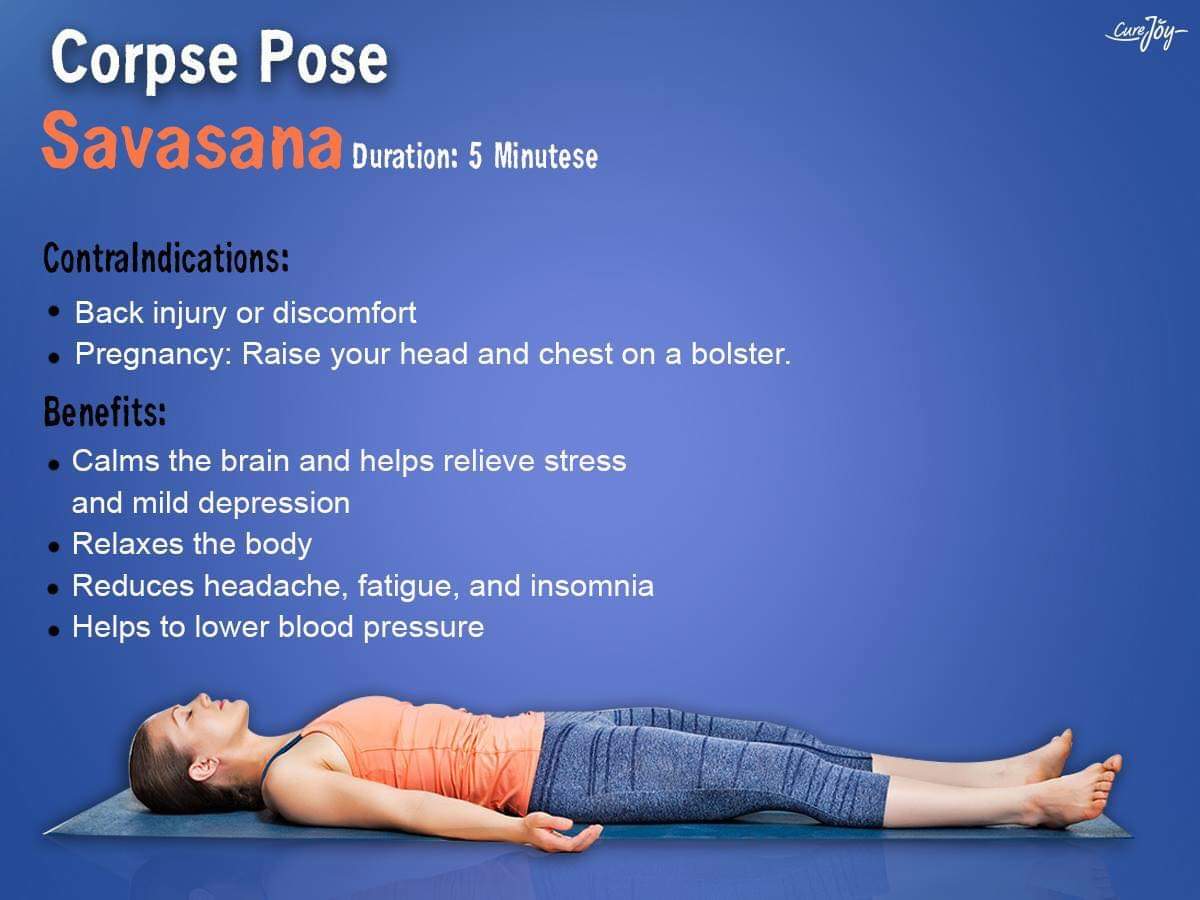 Corpse Pose
Cure Joy
Savasana Duration: 5 Minutese
ContraIndications:
• Back injury or discomfort
• Pregnancy: Raise your head and chest on a bolster.
Benefits:
• Calms the brain and helps relieve stress
and mild depression
• Relaxes the body
• Reduces headache, fatigue, and insomnia
• Helps to lower blood pressure